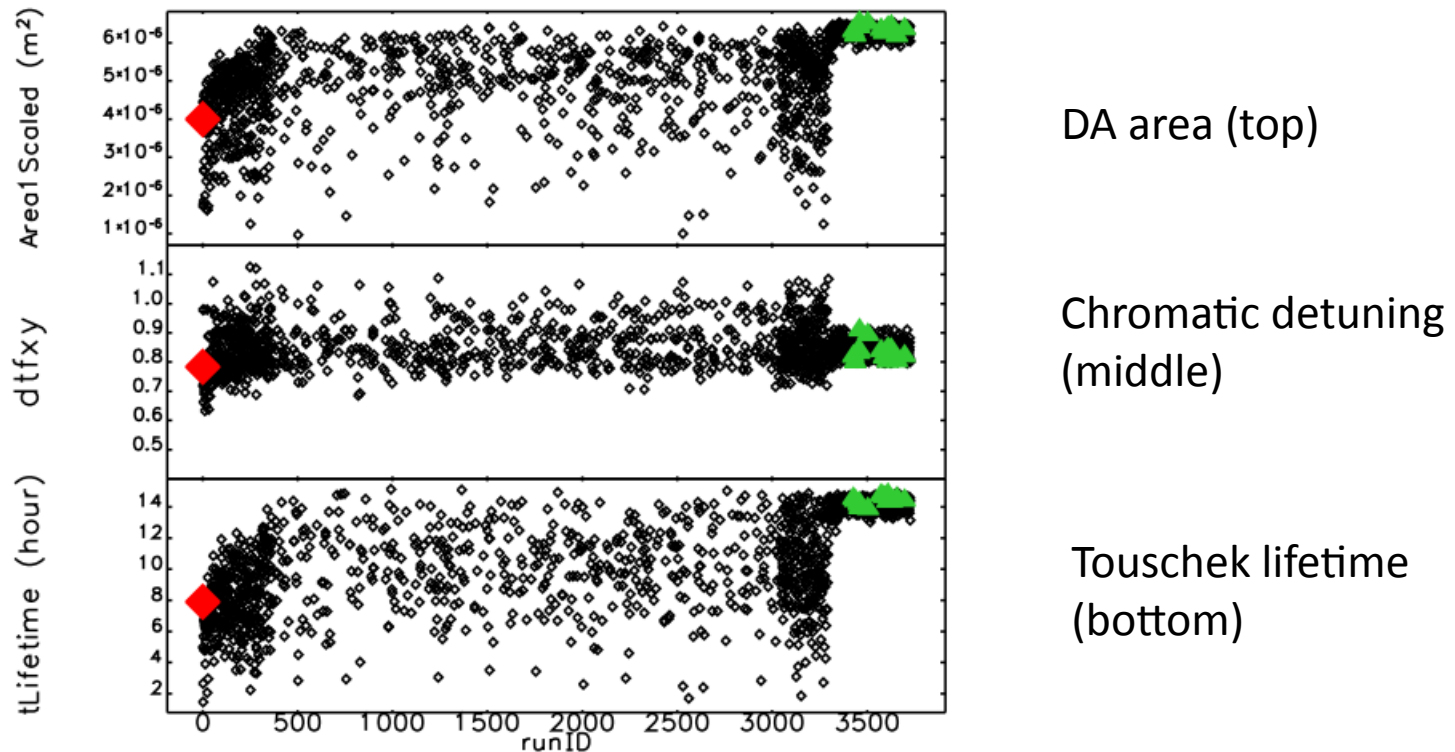 Area1Scaled (m²)
6×10⁻⁶
5×10⁻⁶
4×10⁻⁶
3×10⁻⁶
2×10⁻⁶
1×10⁻⁶
DA area (top)
dtfxy
1.1
1.0
0.9
0.8
0.7
0.6
0.5
Chromatic detuning
(middle)
tLifetime (hour)
14
12
10
8
6
4
2
Touschek lifetime
(bottom)
0 500 1000 1500 2000 2500 3000 3500
runID